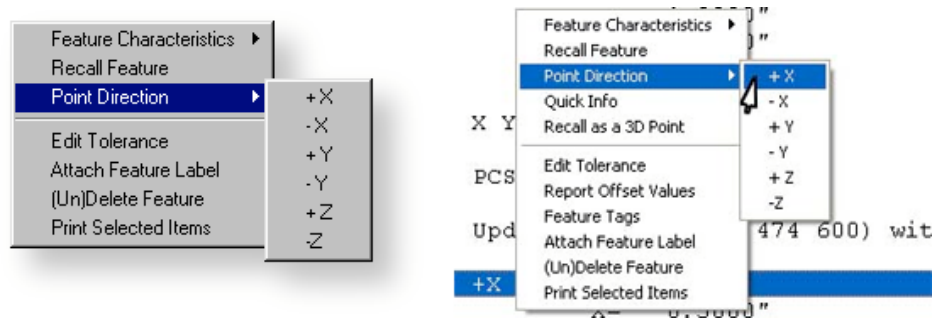 Feature Characteristics
Recall Feature
Point Direction
Edit Tolerance
Attach Feature Label
(Un)Delete Feature
Print Selected Items
+X
-X
+Y
-Y
+Z
-Z
Feature Characteristics
Recall Feature
Point Direction
Quick Info
Recall as a 3D Point
Edit Tolerance
Report Offset Values
Feature Tags
Attach Feature Label
(Un)Delete Feature
Print Selected Items
+ X
- X
+ Y
- Y
+ Z
-Z
X Y
PCS
Upd
474 600) wit
+X